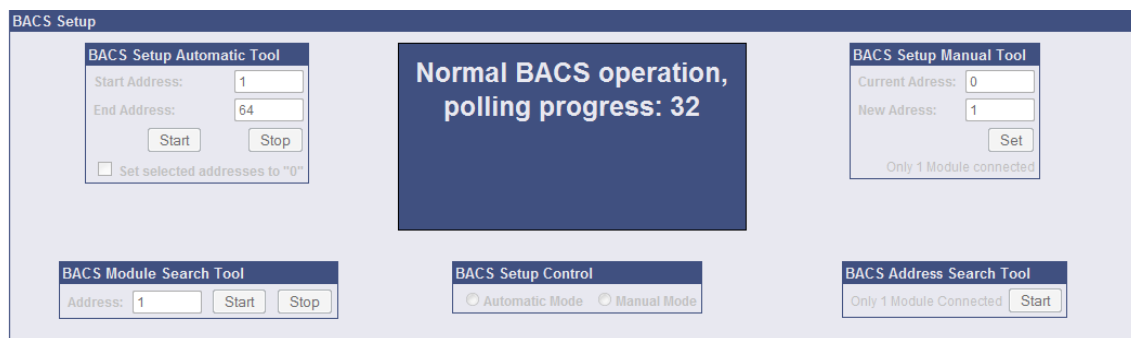 BACS Setup
BACS Setup Automatic Tool
Start Address: 1
End Address: 64
Start Stop
Set selected addresses to "0"
Normal BACS operation,
polling progress: 32
BACS Setup Manual Tool
Current Adress: 0
New Adress: 1
Set
Only 1 Module connected
BACS Module Search Tool
Address: 1 Start Stop
BACS Setup Control
Automatic Mode Manual Mode
BACS Address Search Tool
Only 1 Module Connected Start